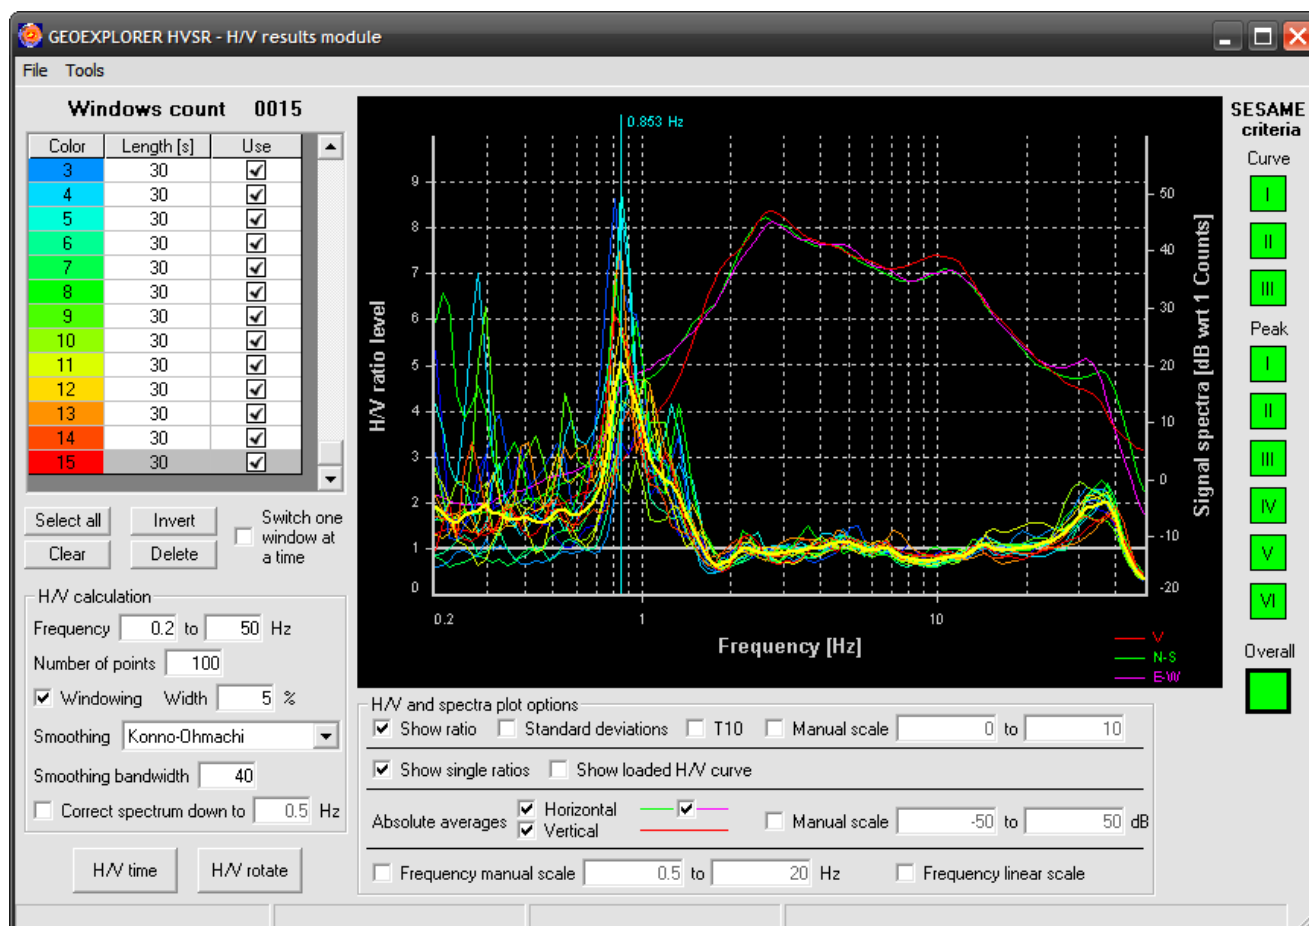 GEOEXPLORER HVSR - H/V results module
File Tools
Windows count 0015
Color Length [s] Use
3 30
4 30
5 30
6 30
7 30
8 30
9 30
10 30
11 30
12 30
13 30
14 30
15 30
Select all Invert
Clear Delete
Switch one
window at
a time
H/V calculation
Frequency 0.2 to 50 Hz
Number of points 100
Windowing Width 5 %
Smoothing Konno-Ohmachi
Smoothing bandwidth 40
Correct spectrum down to 0.5 Hz
H/V time H/V rotate
0.853 Hz
H/V ratio level
9
8
7
6
5
4
3
2
1
0
Signal spectra [dB wrt 1 Counts]
50
40
30
20
10
0
-10
-20
0.2 1 10
Frequency [Hz]
V
N-S
E-W
H/V and spectra plot options
Show ratio Standard deviations T10 Manual scale 0 to 10
Show single ratios Show loaded H/V curve
Absolute averages Horizontal
Vertical
Manual scale -50 to 50 dB
Frequency manual scale 0.5 to 20 Hz Frequency linear scale
SESAME
criteria
Curve
I
II
III
Peak
I
II
III
IV
V
VI
Overall